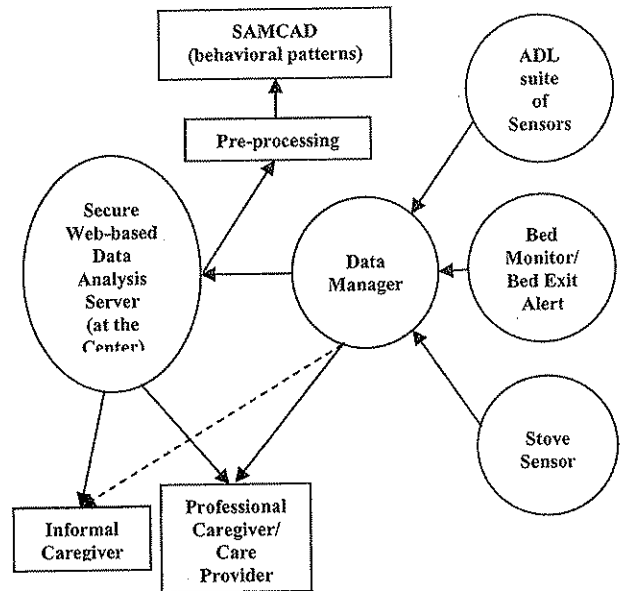 SAMCAD
(behavioral patterns)
ADL
suite
of
Sensors
Pre-processing
Secure
Web-based
Data
Analysis
Server
(at the
Center)
Data
Manager
Bed
Monitor/
Bed Exit
Alert
Stove
Sensor
Informal
Caregiver
Professional
Caregiver/
Care
Provider